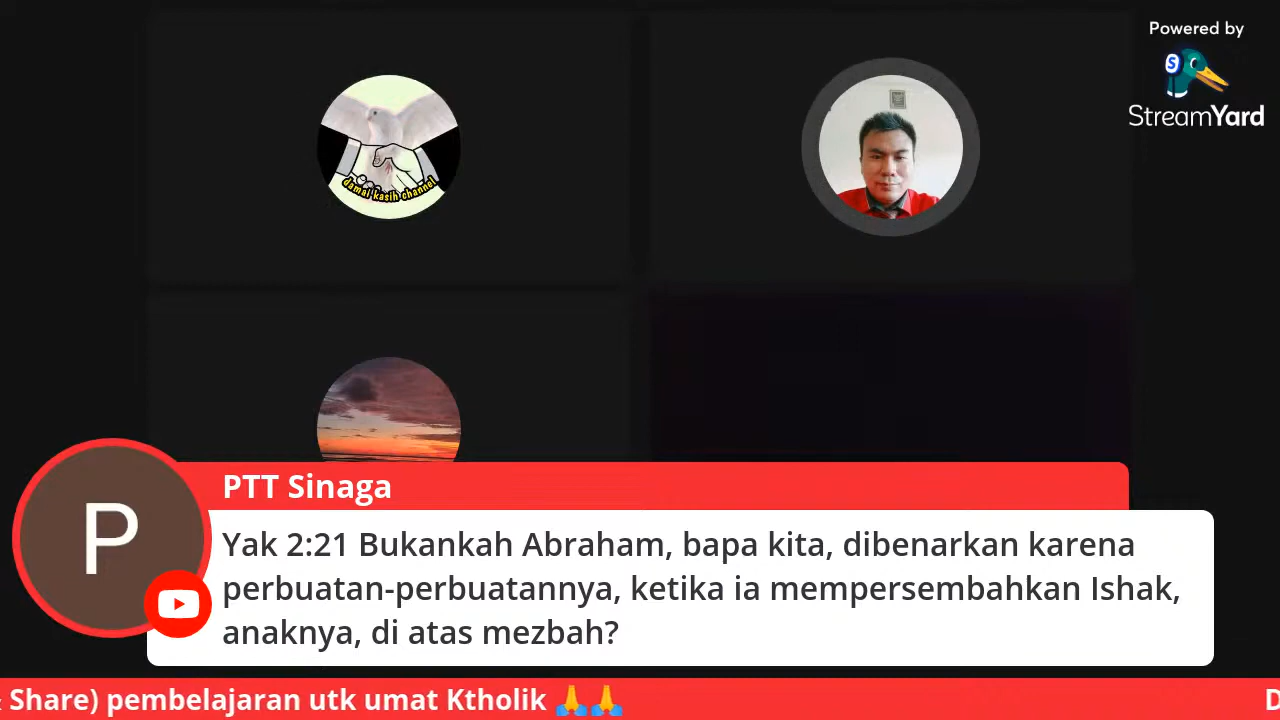 Powered by
S
StreamYard
damai kasih channel
PTT Sinaga
P
Yak 2:21 Bukankah Abraham, bapa kita, dibenarkan karena
perbuatan-perbuatannya, ketika ia mempersembahkan Ishak,
anaknya, di atas mezbah?
Share) pembelajaran utk umat Ktholik 🙏🙏